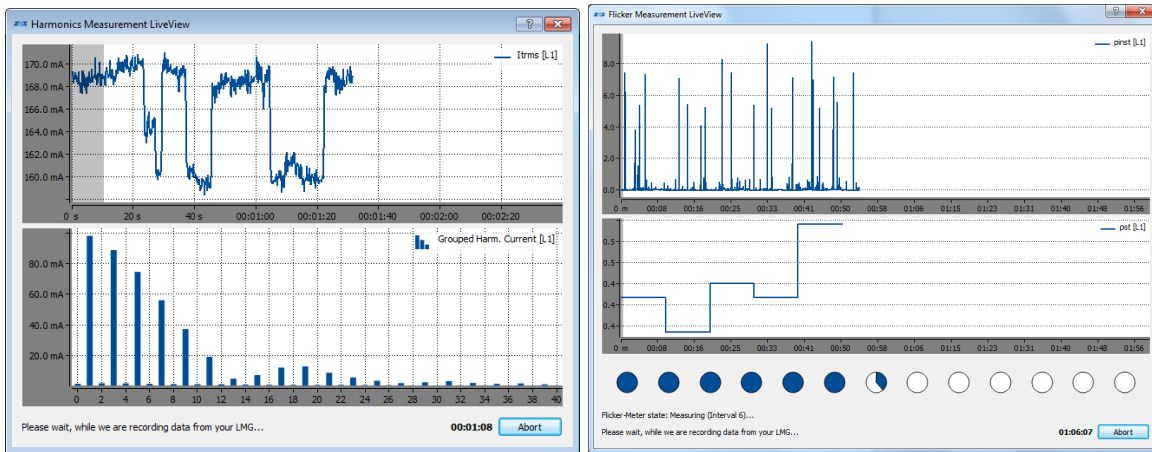 Harmonics Measurement LiveView
Itrms [L1]
170.0 mA
168.0 mA
166.0 mA
164.0 mA
162.0 mA
160.0 mA
0 s 20 s 40 s 00:01:00 00:01:20 00:01:40 00:02:00 00:02:20
Grouped Harm. Current [L1]
80.0 mA
60.0 mA
40.0 mA
20.0 mA
0 2 4 6 8 10 12 14 16 18 20 22 24 26 28 30 32 34 36 38 40
Please wait, while we are recording data from your LMG... 00:01:08 Abort
Flicker Measurement LiveView
pinst [L1]
8.0
6.0
4.0
2.0
0.0
0 m 00:08 00:16 00:25 00:33 00:41 00:50 00:58 01:06 01:15 01:23 01:31 01:40 01:48 01:56
pst [L1]
0.5
0.5
0.4
0.4
0 m 00:08 00:16 00:25 00:33 00:41 00:50 00:58 01:06 01:15 01:23 01:31 01:40 01:48 01:56
Flicker-Meter state: Measuring (Interval 6)...
Please wait, while we are recording data from your LMG... 01:06:07 Abort